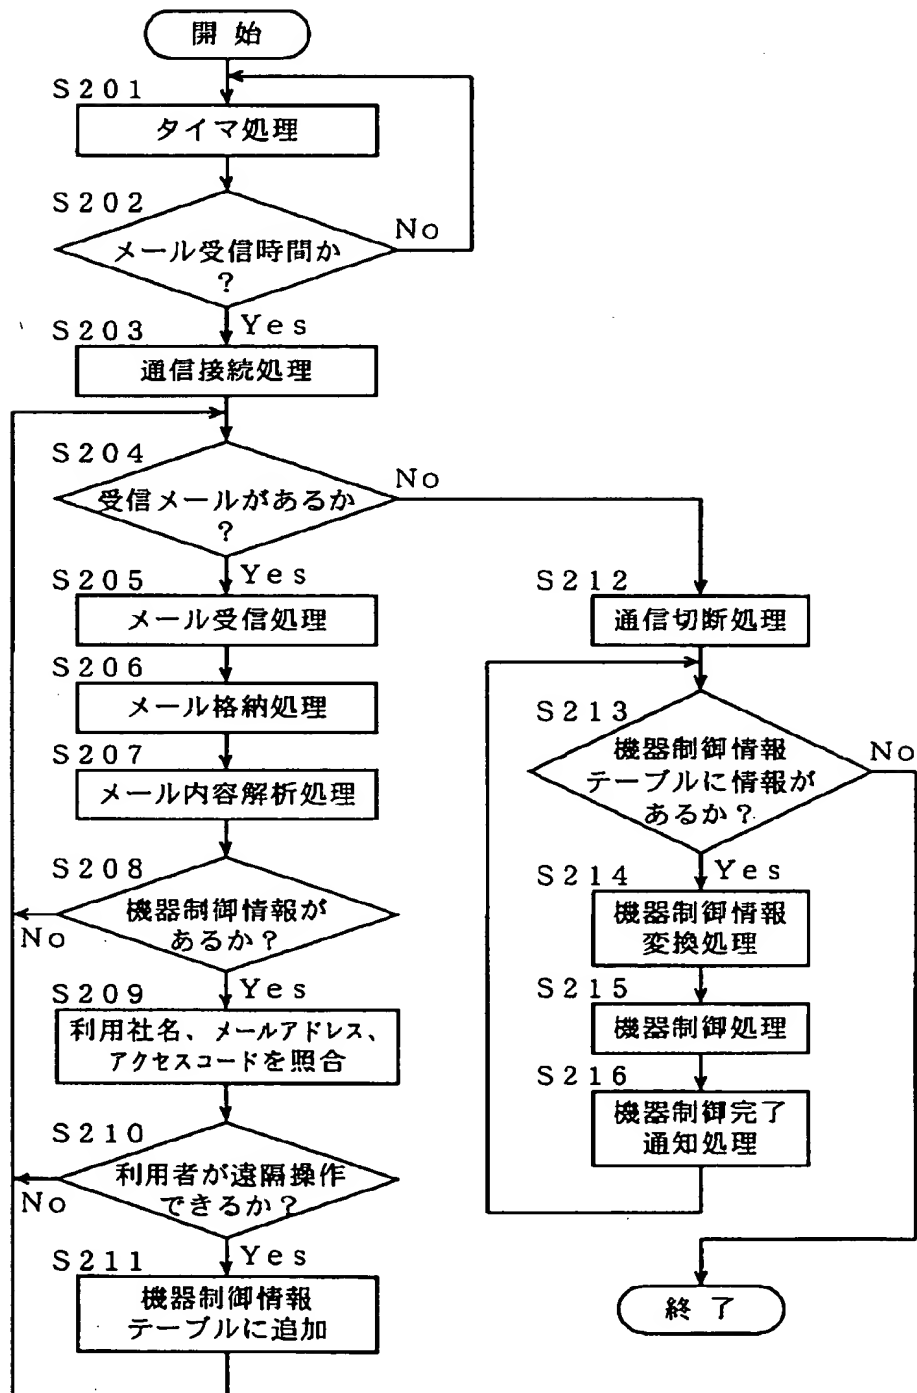 開始
S201
タイマ処理
S202
メール受信時間か
?
No
Yes
S203
通信接続処理
S204
受信メールがあるか
?
No
Yes
S205
メール受信処理
S206
メール格納処理
S207
メール内容解析処理
S208
機器制御情報が
あるか?
No
Yes
S209
利用社名、メールアドレス、
アクセスコードを照合
S210
利用者が遠隔操作
できるか?
No
Yes
S211
機器制御情報
テーブルに追加
S212
通信切断処理
S213
機器制御情報
テーブルに情報が
あるか?
No
Yes
S214
機器制御情報
変換処理
S215
機器制御処理
S216
機器制御完了
通知処理
終了